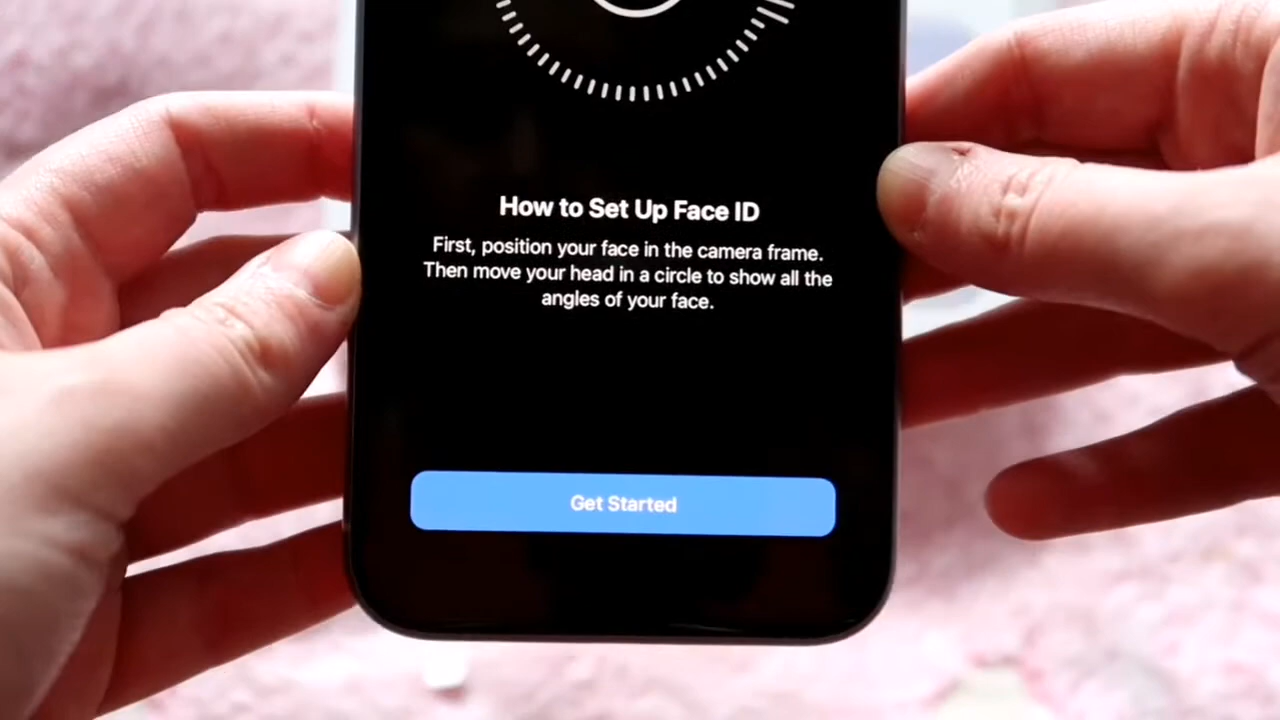 How to Set Up Face ID
First, position your face in the camera frame.
Then move your head in a circle to show all the
angles of your face.
Get Started